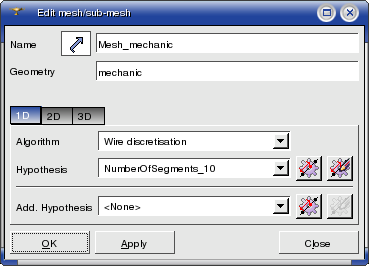 Edit mesh/sub-mesh
Name Mesh_mechanic
Geometry mechanic
1D 2D 3D
Algorithm Wire discretisation
Hypothesis NumberOfSegments_10
Add. Hypothesis <None>
OK Apply Close